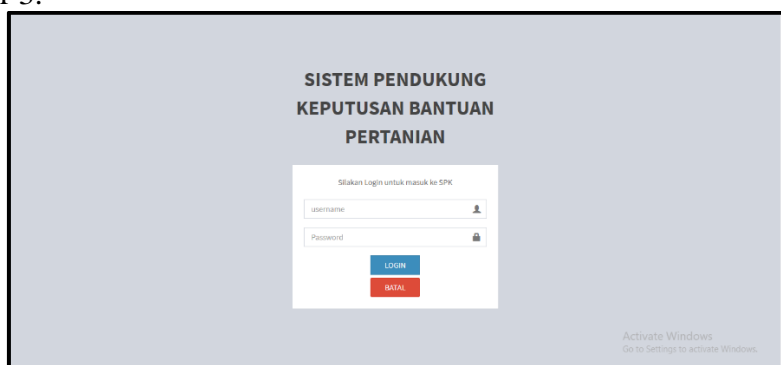 SISTEM PENDUKUNG
KEPUTUSAN BANTUAN
PERTANIAN
Silakan Login untuk masuk ke SPK
username
Password
LOGIN
BATAL
Activate Windows
Go to Settings to activate Windows.